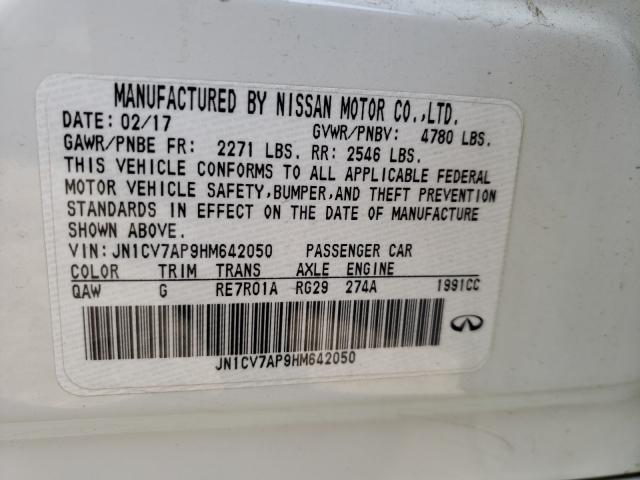 MANUFACTURED BY NISSAN MOTOR CO.,LTD.
DATE: 02/17 GVWR/PNBV: 4780 LBS.
GAWR/PNBE FR: 2271 LBS. RR: 2546 LBS.
THIS VEHICLE CONFORMS TO ALL APPLICABLE FEDERAL
MOTOR VEHICLE SAFETY,BUMPER,AND THEFT PREVENTION
STANDARDS IN EFFECT ON THE DATE OF MANUFACTURE
SHOWN ABOVE.
VIN:JN1CV7AP9HM642050 PASSENGER CAR
COLOR TRIM TRANS AXLE ENGINE
QAW G RE7R01A RG29 274A 1991CC
JN1CV7AP9HM642050